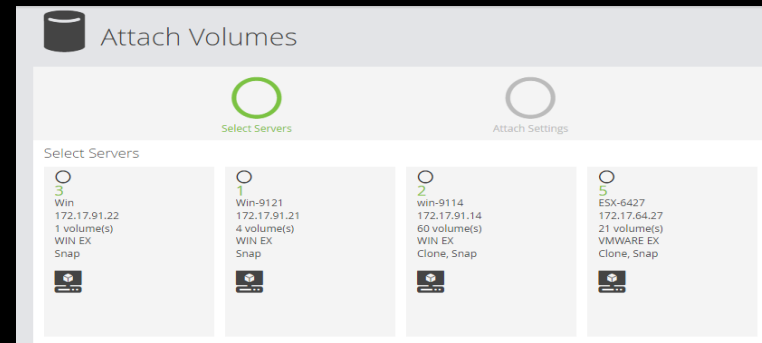 Attach Volumes
Select Servers
Attach Settings
Select Servers
3
Win
172.17.91.22
1 volume(s)
WIN EX
Snap
1
Win-9121
172.17.91.21
4 volume(s)
WIN EX
Snap
2
win-9114
172.17.91.14
60 volume(s)
WIN EX
Clone, Snap
5
ESX-6427
172.17.64.27
21 volume(s)
VMWARE EX
Clone, Snap